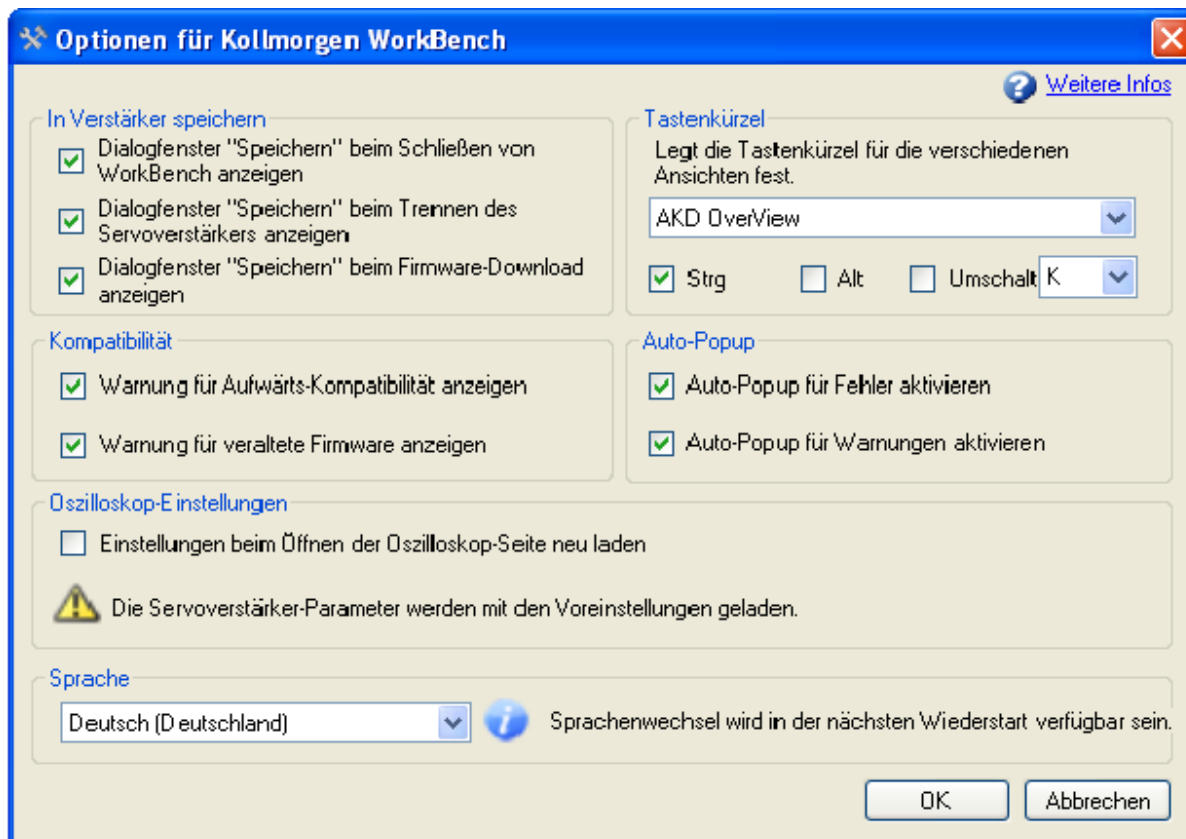 Optionen für Kollmorgen WorkBench
Weitere Infos
In Verstärker speichern
Dialogfenster "Speichern" beim Schließen von
WorkBench anzeigen
Dialogfenster "Speichern" beim Trennen des
Servoverstärkers anzeigen
Dialogfenster "Speichern" beim Firmware-Download
anzeigen
Tastenkürzel
Legt die Tastenkürzel für die verschiedenen
Ansichten fest.
AKD OverView
Strg Alt Umschalt K
Kompatibilität
Warnung für Aufwärts-Kompatibilität anzeigen
Warnung für veraltete Firmware anzeigen
Auto-Popup
Auto-Popup für Fehler aktivieren
Auto-Popup für Warnungen aktivieren
Oszilloskop-Einstellungen
Einstellungen beim Öffnen der Oszilloskop-Seite neu laden
Die Servoverstärker-Parameter werden mit den Voreinstellungen geladen.
Sprache
Deutsch (Deutschland)
Sprachenwechsel wird in der nächsten Wiederstart verfügbar sein.
OK Abbrechen